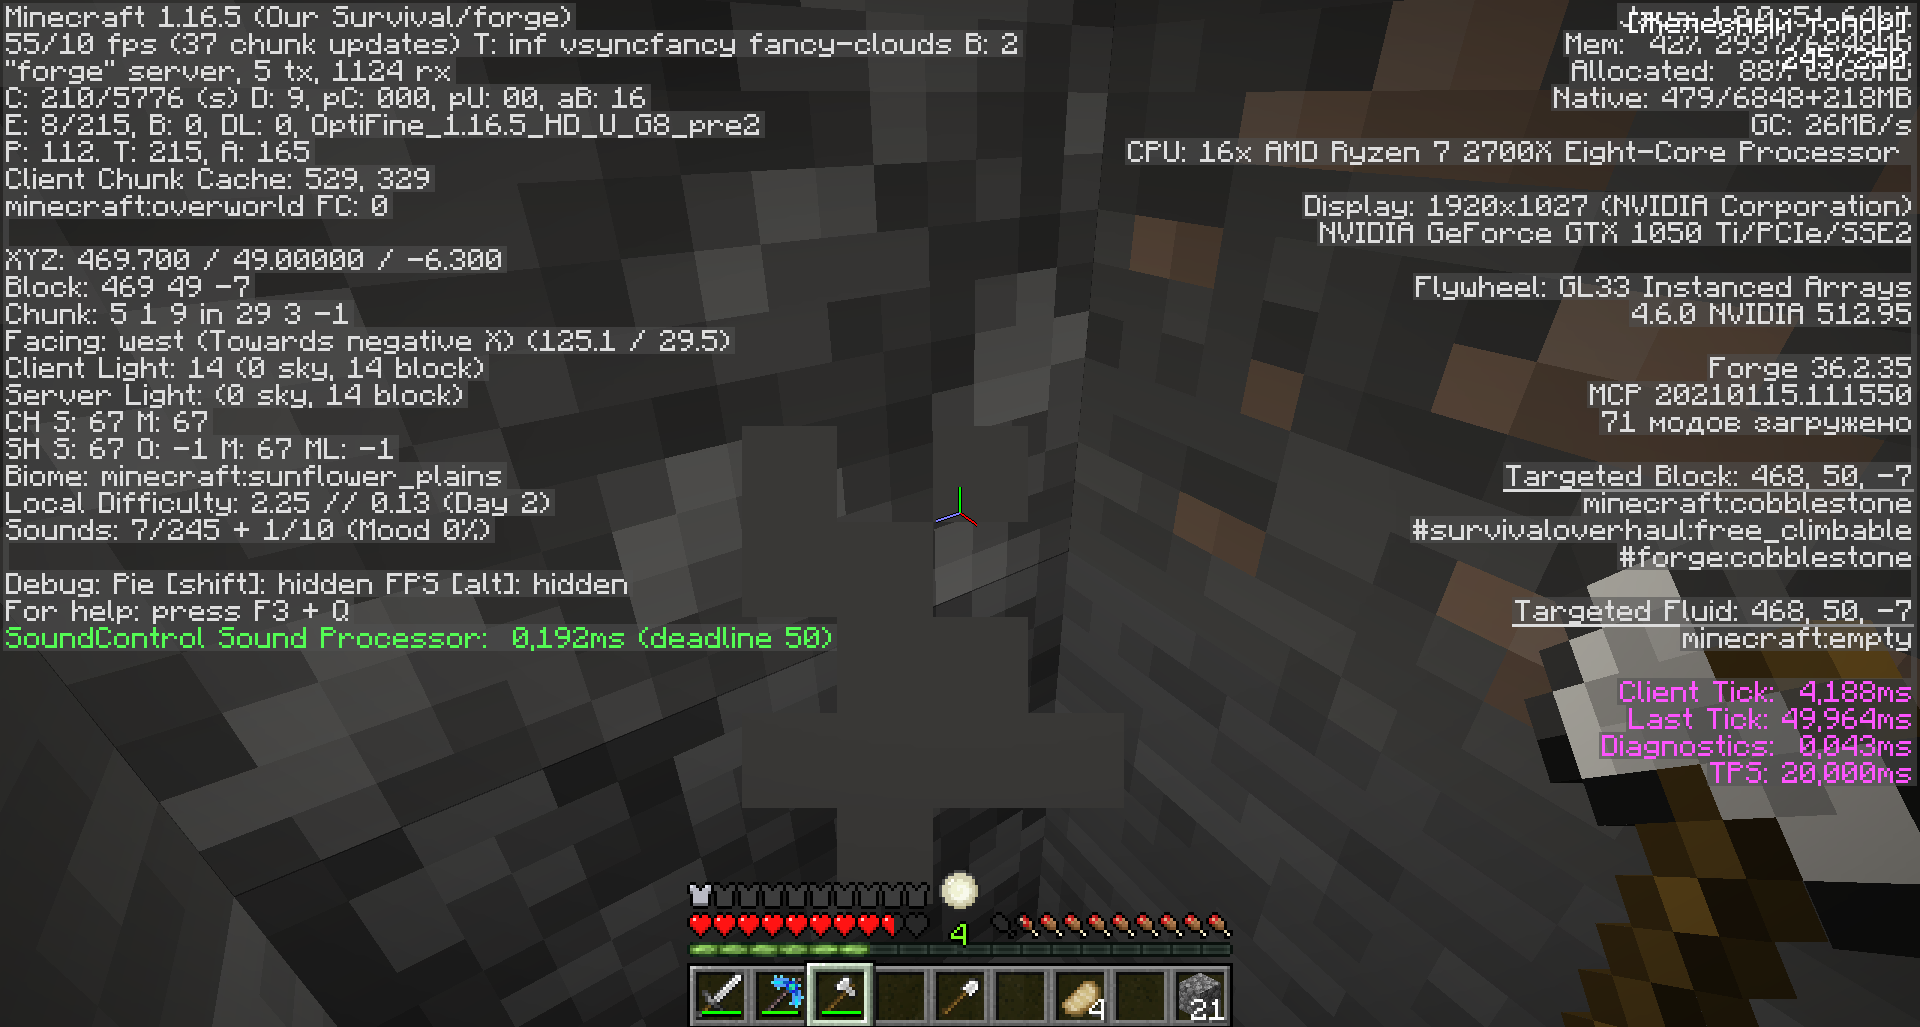 Minecraft 1.16.5 (Our Survival/forge)
55/10 fps (37 chunk updates) T: inf vsyncfancy fancy-clouds B: 2
"forge" server, 5 tx, 1124 rx
C: 210/5776 (s) D: 9, pC: 000, pU: 00, aB: 16
E: 8/215, B: 0, DL: 0, OptiFine_1.16.5_HD_U_G8_pre2
P: 112. T: 215, A: 165
Client Chunk Cache: 529, 329
minecraft:overworld FC: 0
XYZ: 469.700 / 49.00000 / -6.300
Block: 469 49 -7
Chunk: 5 1 9 in 29 3 -1
Facing: west (Towards negative X) (125.1 / 29.5)
Client Light: 14 (0 sky, 14 block)
Server Light: (0 sky, 14 block)
CH S: 67 M: 67
SH S: 67 O: -1 M: 67 ML: -1
Biome: minecraft:sunflower_plains
Local Difficulty: 2.25 // 0.13 (Day 2)
Sounds: 7/245 + 1/10 (Mood 0%)
Debug: Pie [shift]: hidden FPS [alt]: hidden
For help: press F3 + Q
SoundControl Sound Processor: 0,192ms (deadline 50)
64bit
Mem: 42%
245/250
Allocated: 88%
Native: 479/6848+218MB
GC: 26MB/s
CPU: 16x AMD Ryzen 7 2700X Eight-Core Processor
Display: 1920x1027 (NVIDIA Corporation)
NVIDIA GeForce GTX 1050 Ti/PCIe/SSE2
Flywheel: GL33 Instanced Arrays
4.6.0 NVIDIA 512.95
Forge 36.2.35
MCP 20210115.111550
71 модов загружено
Targeted Block: 468, 50, -7
minecraft:cobblestone
#survivaloverhaul:free_climbable
#forge:cobblestone
Targeted Fluid: 468, 50, -7
minecraft:empty
Client Tick: 4,188ms
Last Tick: 49,964ms
Diagnostics: 0,043ms
TPS: 20,000ms
4
4
21